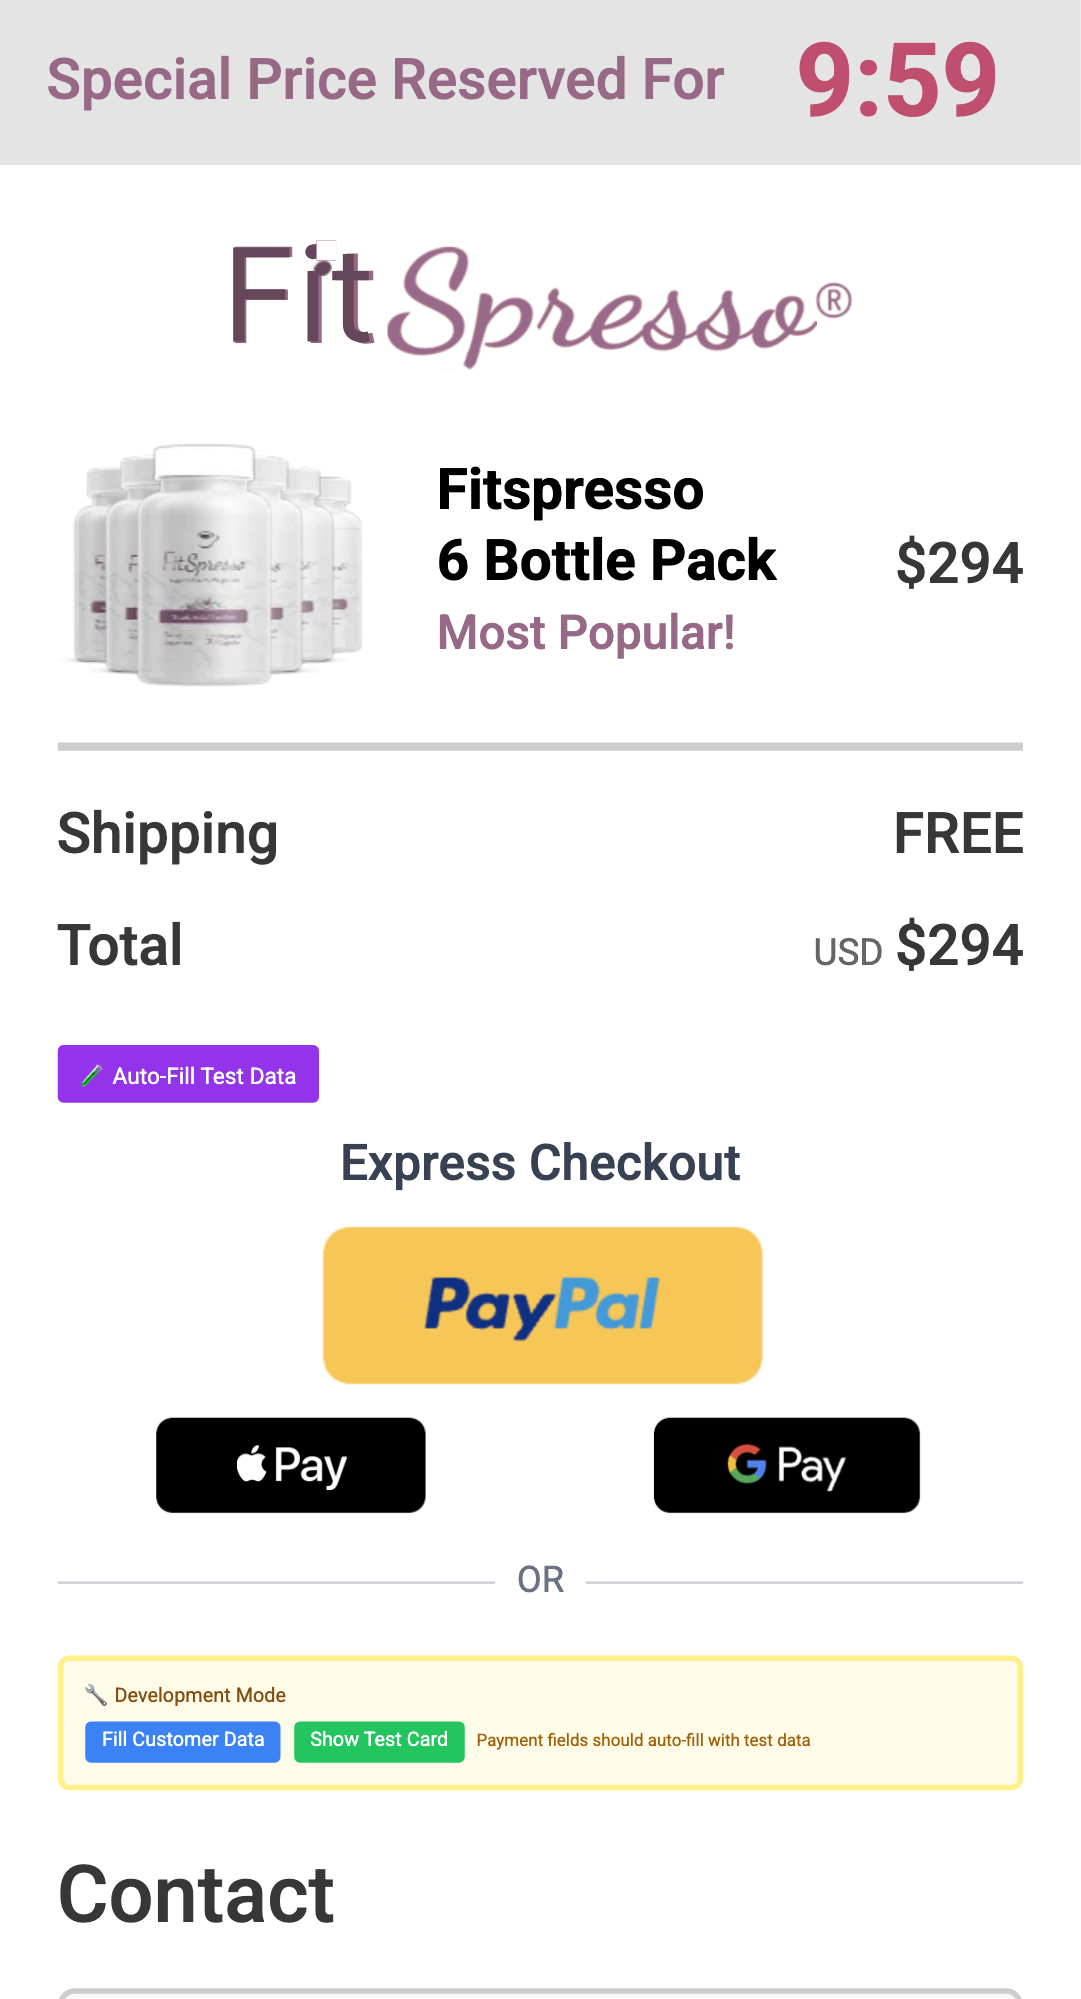 Special Price Reserved For 9:59
FitSpresso®
FitSpresso
Fitspresso
6 Bottle Pack $294
Most Popular!
Shipping FREE
Total USD $294
Auto-Fill Test Data
Express Checkout
PayPal
Pay G Pay
OR
Development Mode
Fill Customer Data Show Test Card Payment fields should auto-fill with test data
Contact